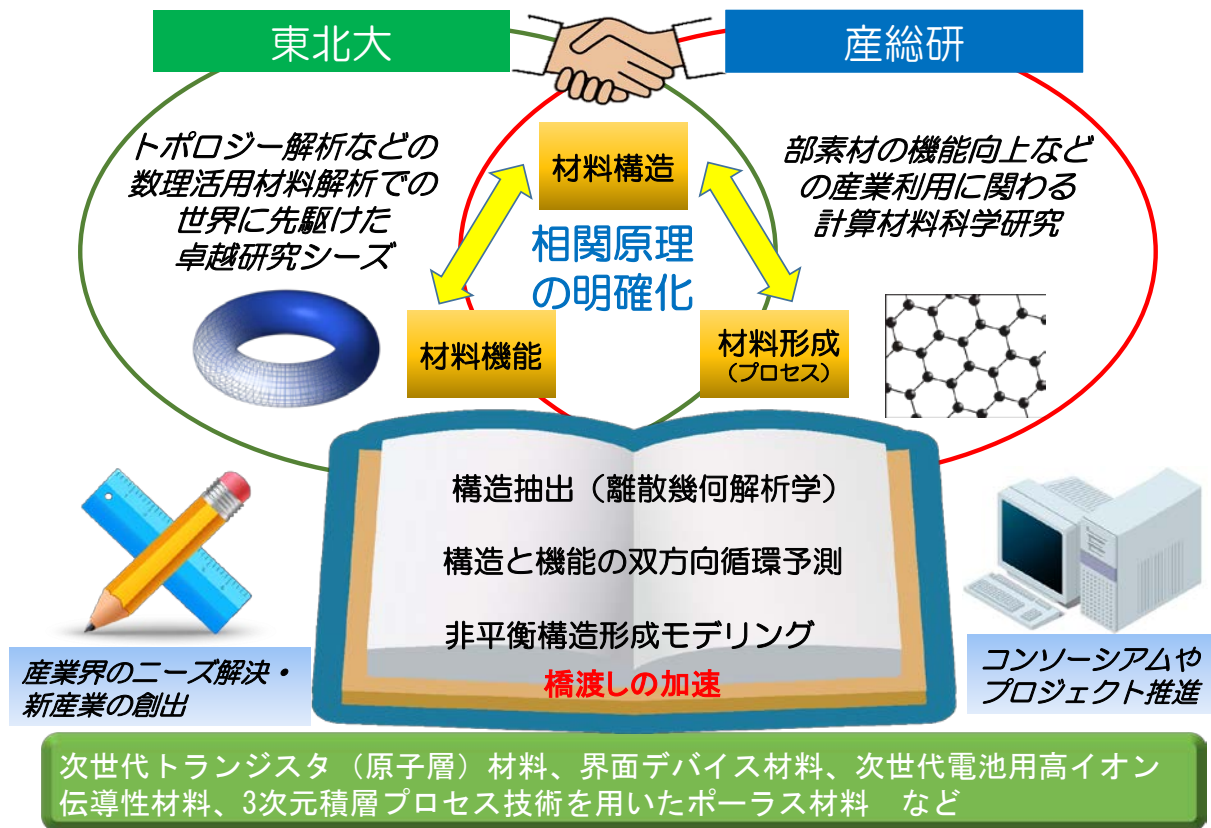 東北大
産総研
トポロジー解析などの
数理活用材料解析での
世界に先駆けた
卓越研究シーズ
材料構造
部素材の機能向上など
の産業利用に関わる
計算材料科学研究
相関原理
の明確化
材料機能
材料形成
(プロセス)
構造抽出（離散幾何解析学）
構造と機能の双方向循環予測
非平衡構造形成モデリング
橋渡しの加速
産業界のニーズ解決・
新産業の創出
コンソーシアムや
プロジェクト推進
次世代トランジスタ（原子層）材料、界面デバイス材料、次世代電池用高イオン
伝導性材料、3次元積層プロセス技術を用いたポーラス材料　など